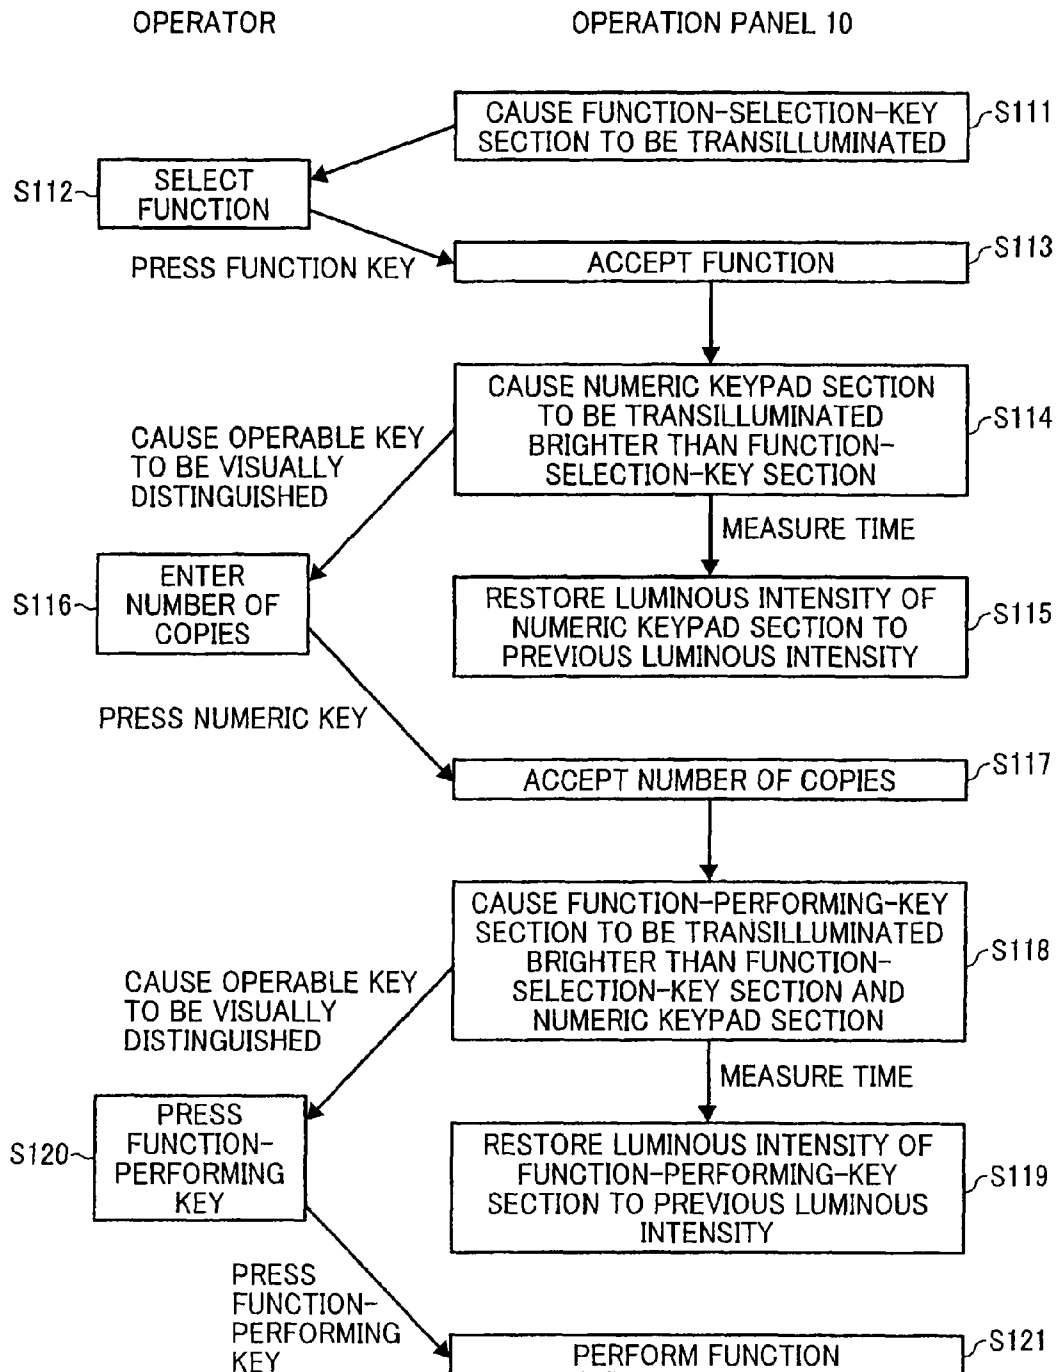 OPERATOR
OPERATION PANEL 10
CAUSE FUNCTION-SELECTION-KEY
SECTION TO BE TRANSILLUMINATED
S111
S112
SELECT
FUNCTION
PRESS FUNCTION KEY
ACCEPT FUNCTION
S113
CAUSE NUMERIC KEYPAD SECTION
TO BE TRANSILLUMINATED
BRIGHTER THAN FUNCTION-
SELECTION-KEY SECTION
S114
CAUSE OPERABLE KEY
TO BE VISUALLY
DISTINGUISHED
MEASURE TIME
S116
ENTER
NUMBER OF
COPIES
RESTORE LUMINOUS INTENSITY OF
NUMERIC KEYPAD SECTION TO
PREVIOUS LUMINOUS INTENSITY
S115
PRESS NUMERIC KEY
ACCEPT NUMBER OF COPIES
S117
CAUSE FUNCTION-PERFORMING-KEY
SECTION TO BE TRANSILLUMINATED
BRIGHTER THAN FUNCTION-
SELECTION-KEY SECTION AND
NUMERIC KEYPAD SECTION
S118
CAUSE OPERABLE KEY
TO BE VISUALLY
DISTINGUISHED
MEASURE TIME
S120
PRESS
FUNCTION-
PERFORMING
KEY
RESTORE LUMINOUS INTENSITY OF
FUNCTION-PERFORMING-KEY
SECTION TO PREVIOUS LUMINOUS
INTENSITY
S119
PRESS
FUNCTION-
PERFORMING
KEY
PERFORM FUNCTION
S121